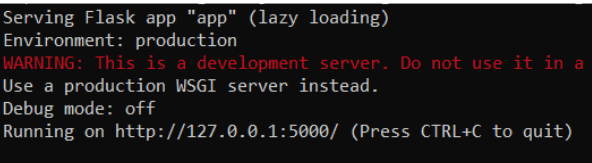 Serving Flask app "app" (lazy loading)
Environment: production
WARNING: This is a development server. Do not use it in a
Use a production WSGI server instead.
Debug mode: off
Running on http://127.0.0.1:5000/ (Press CTRL+C to quit)